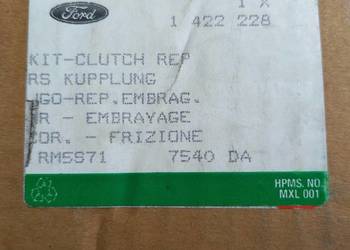 1 X
Ford
1 422 228
KIT-CLUTCH REP
RS KUPPLUNG
JGO-REP.EMBRAG.
R - EMBRAYAGE
OR. - FRIZIONE
RM5S71 7540 DA
HPMS. NO.
MXL 001